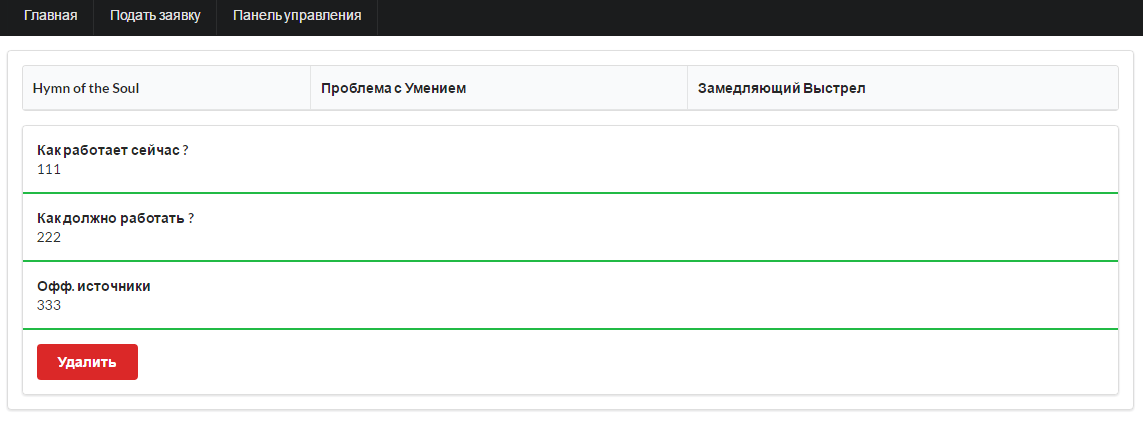 Главная Подать заявку Панель управления
Hymn of the Soul Проблема с Умением Замедляющий Выстрел
Как работает сейчас ?
111
Как должно работать ?
222
Офф. источники
333
Удалить